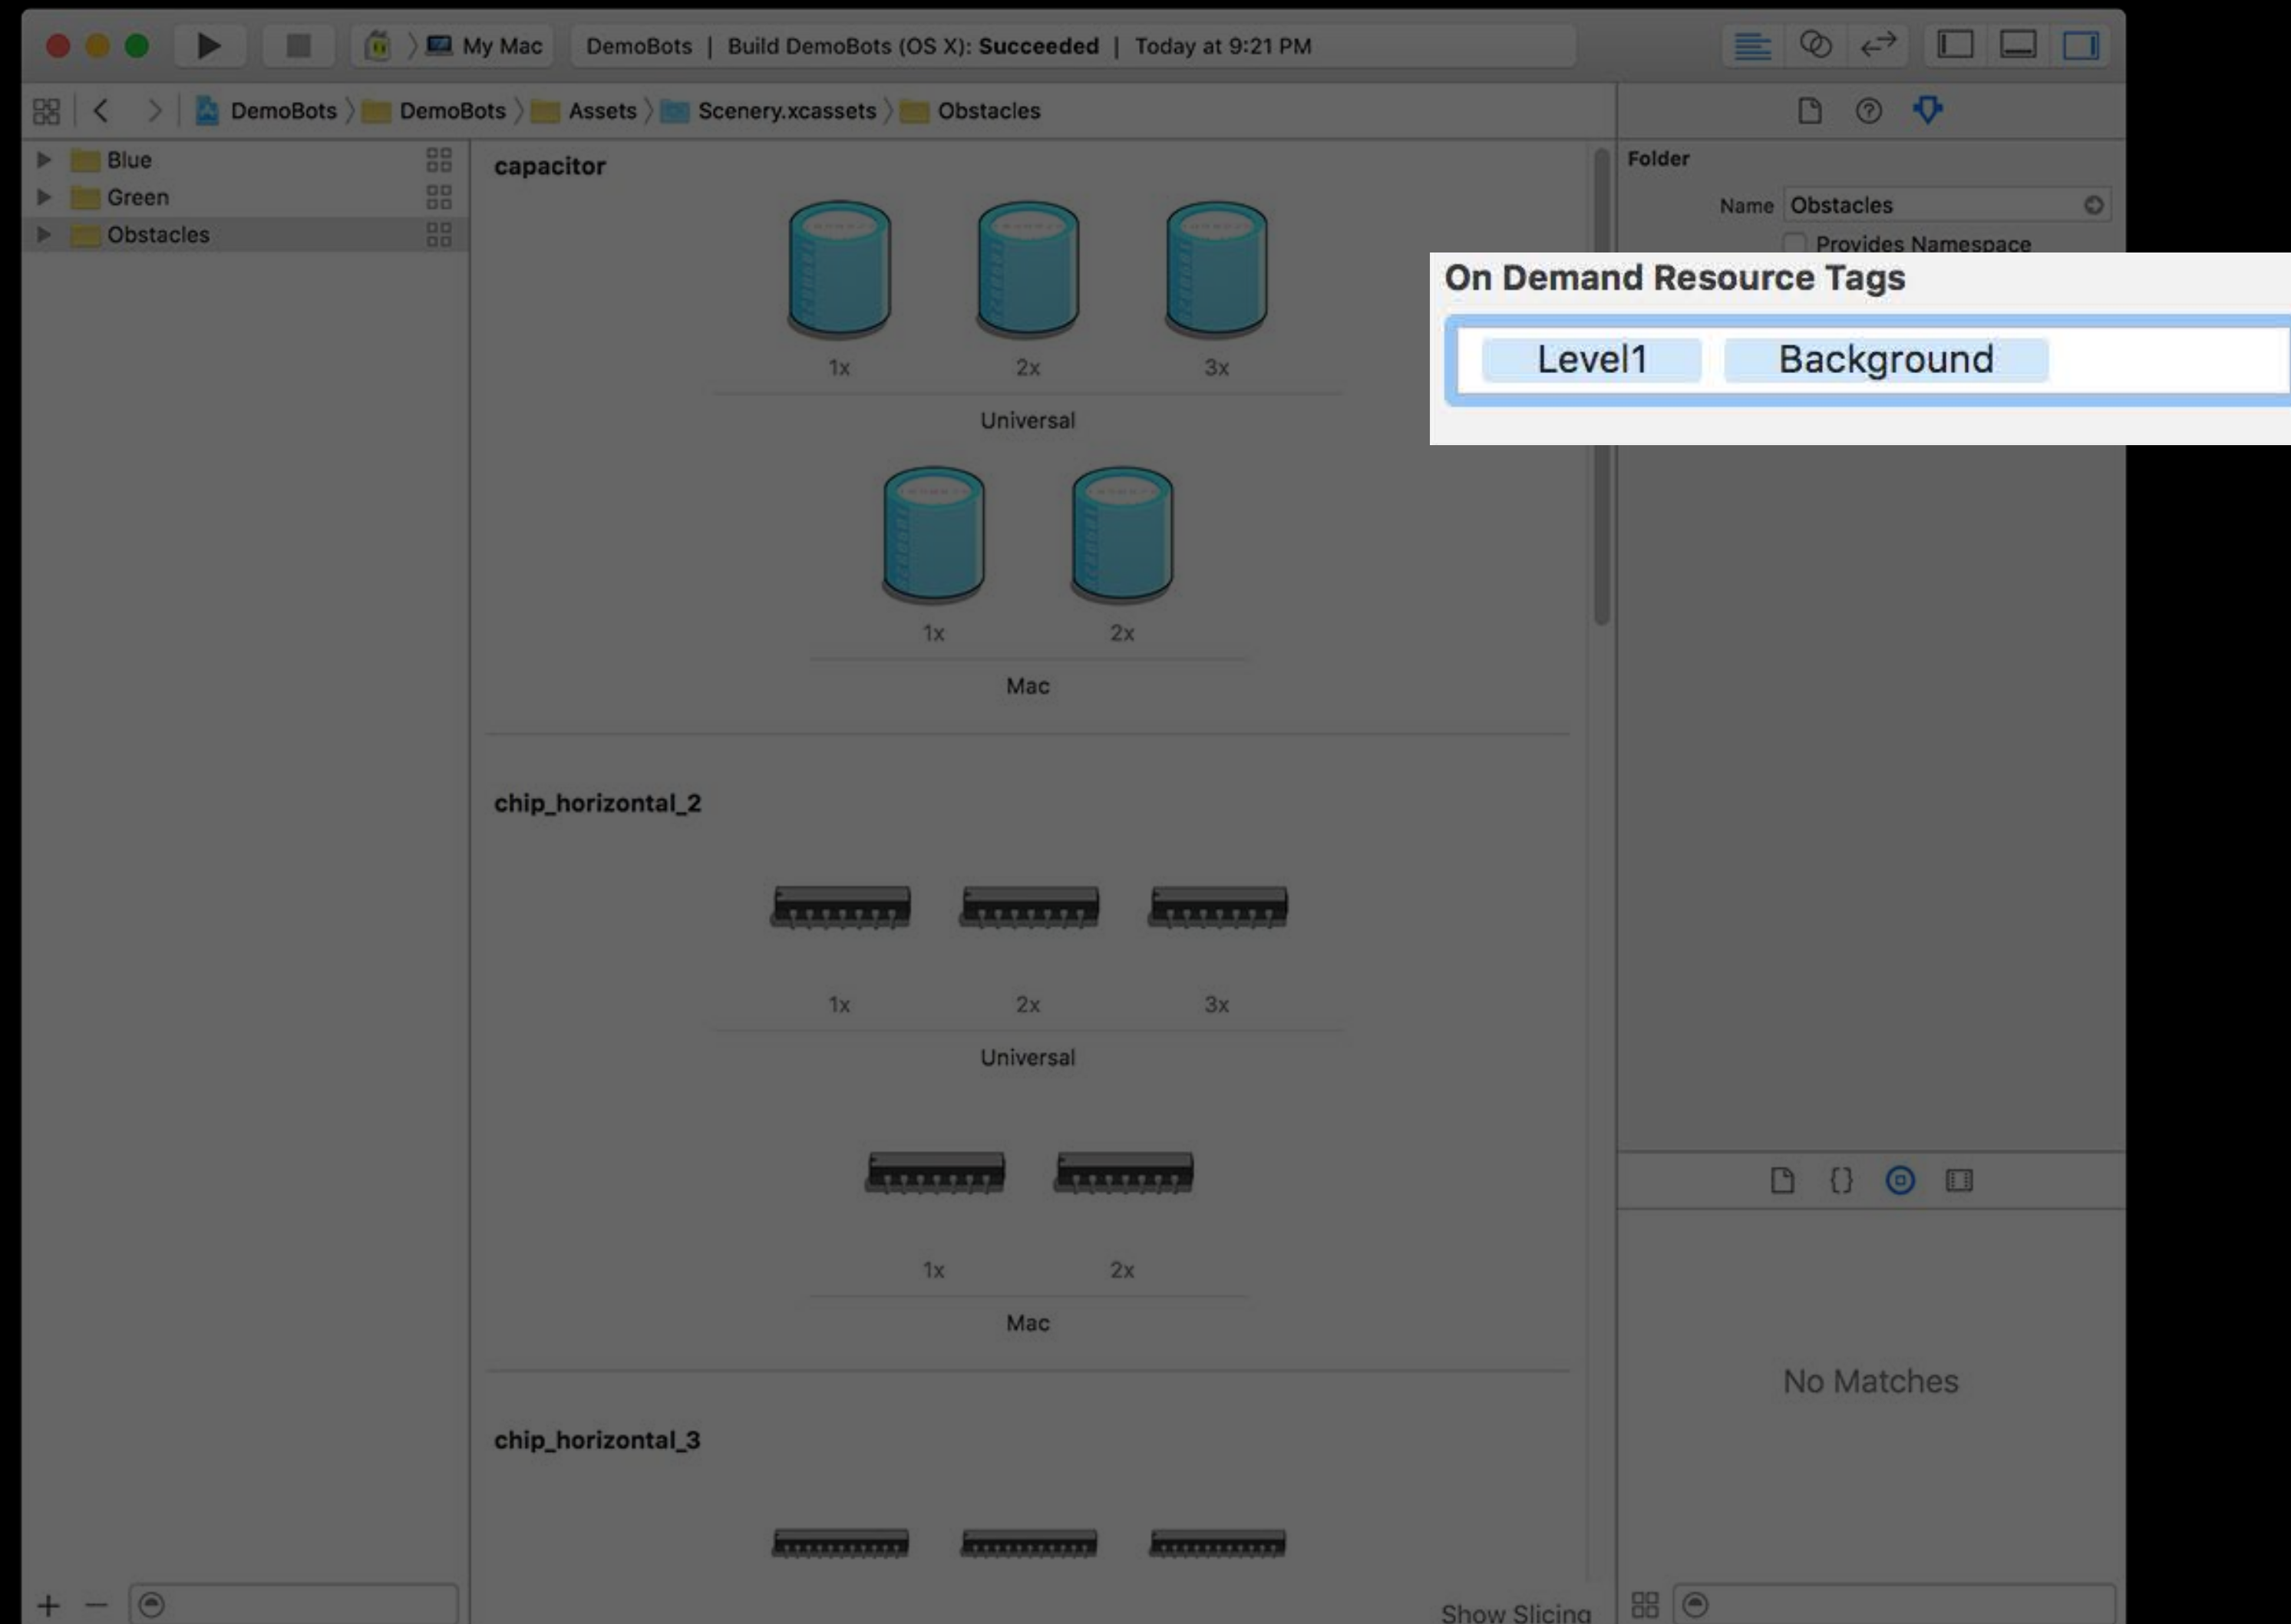 My Mac DemoBots | Build DemoBots (OS X): Succeeded | Today at 9:21 PM
DemoBots DemoBots Assets Scenery.xcassets Obstacles
Blue
Green
Obstacles
capacitor
1x 2x 3x
Universal
1x 2x
Mac
chip_horizontal_2
1x 2x 3x
Universal
1x 2x
Mac
chip_horizontal_3
Show Slicing
Folder
Name Obstacles
Provides Namespace
On Demand Resource Tags
Level1 Background
No Matches